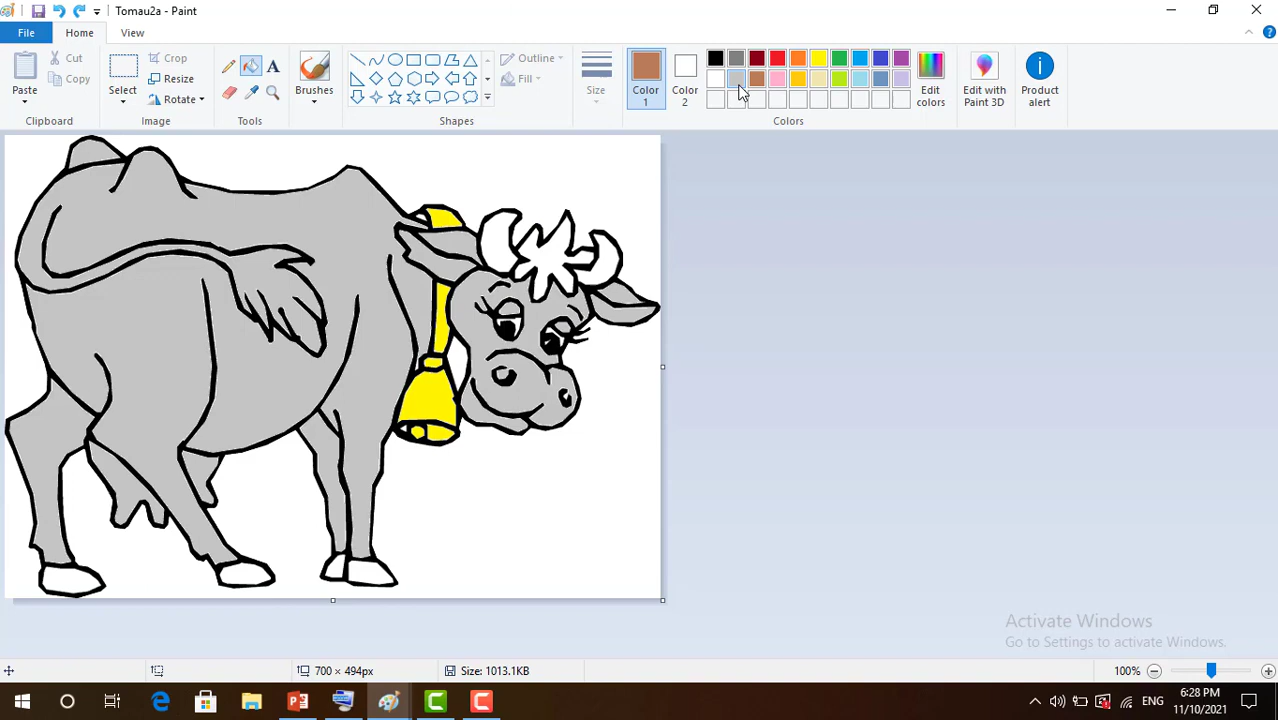 Tomau2a - Paint
File
Home
View
Paste
Cut
Copy
Clipboard
Select
Crop
Resize
Rotate
Image
Tools
Brushes
Outline
Fill
Shapes
Size
Color
1
Color
2
Colors
Edit
colors
Edit with
Paint 3D
Product
alert
Activate Windows
Go to Settings to activate Windows.
700 × 494px
Size: 1013.1KB
100%
ENG
6:28 PM
11/10/2021